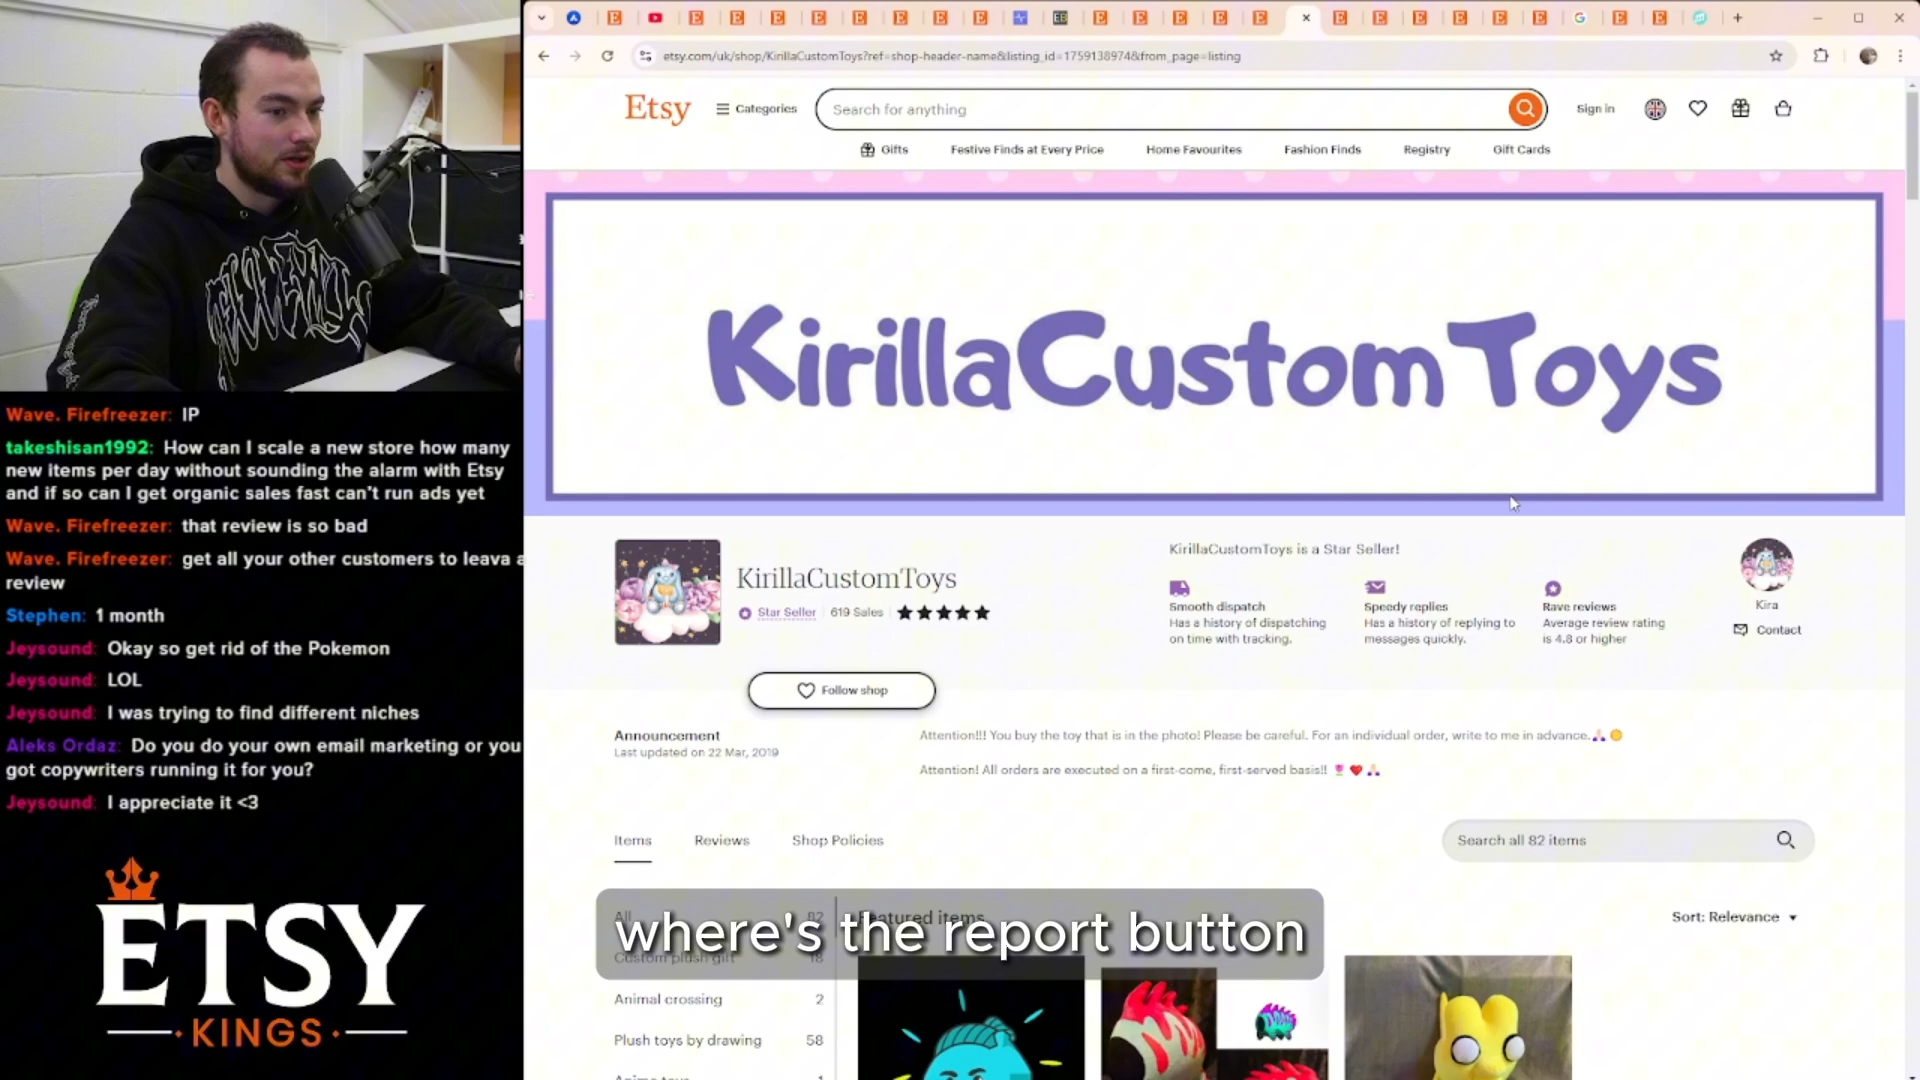 etsy.com/uk/shop/KirillaCustomToys?ref=shop-header-name&listing_id=1759138974&from_page=listing
Etsy
Categories
Search for anything
Sign in
Gifts
Festive Finds at Every Price
Home Favourites
Fashion Finds
Registry
Gift Cards
KirillaCustomToys
Wave. Firefreezer: IP
takeshisan1992: How can I scale a new store how many
new items per day without sounding the alarm with Etsy
and if so can I get organic sales fast can't run ads yet
Wave. Firefreezer: that review is so bad
Wave. Firefreezer: get all your other customers to leava a
review
Stephen: 1 month
Jeysound: Okay so get rid of the Pokemon
Jeysound: LOL
Jeysound: I was trying to find different niches
Aleks Ordaz: Do you do your own email marketing or you
got copywriters running it for you?
Jeysound: I appreciate it <3
ETSY
KINGS
KirillaCustomToys
Star Seller
619 Sales
Follow shop
KirillaCustomToys is a Star Seller!
Smooth dispatch
Has a history of dispatching
on time with tracking.
Speedy replies
Has a history of replying to
messages quickly.
Rave reviews
Average review rating
is 4.8 or higher
Kira
Contact
Announcement
Last updated on 22 Mar, 2019
Attention!!! You buy the toy that is in the photo! Please be careful. For an individual order, write to me in advance.🙏🏻 🌞
Attention! All orders are executed on a first-come, first-served basis!! 🌷 ❤️ 🙏🏻
Items
Reviews
Shop Policies
Search all 82 items
All 82
Featured items
Sort: Relevance
where's the report button
Custom plush gift 18
Animal crossing 2
Plush toys by drawing 58
Anime toys 1